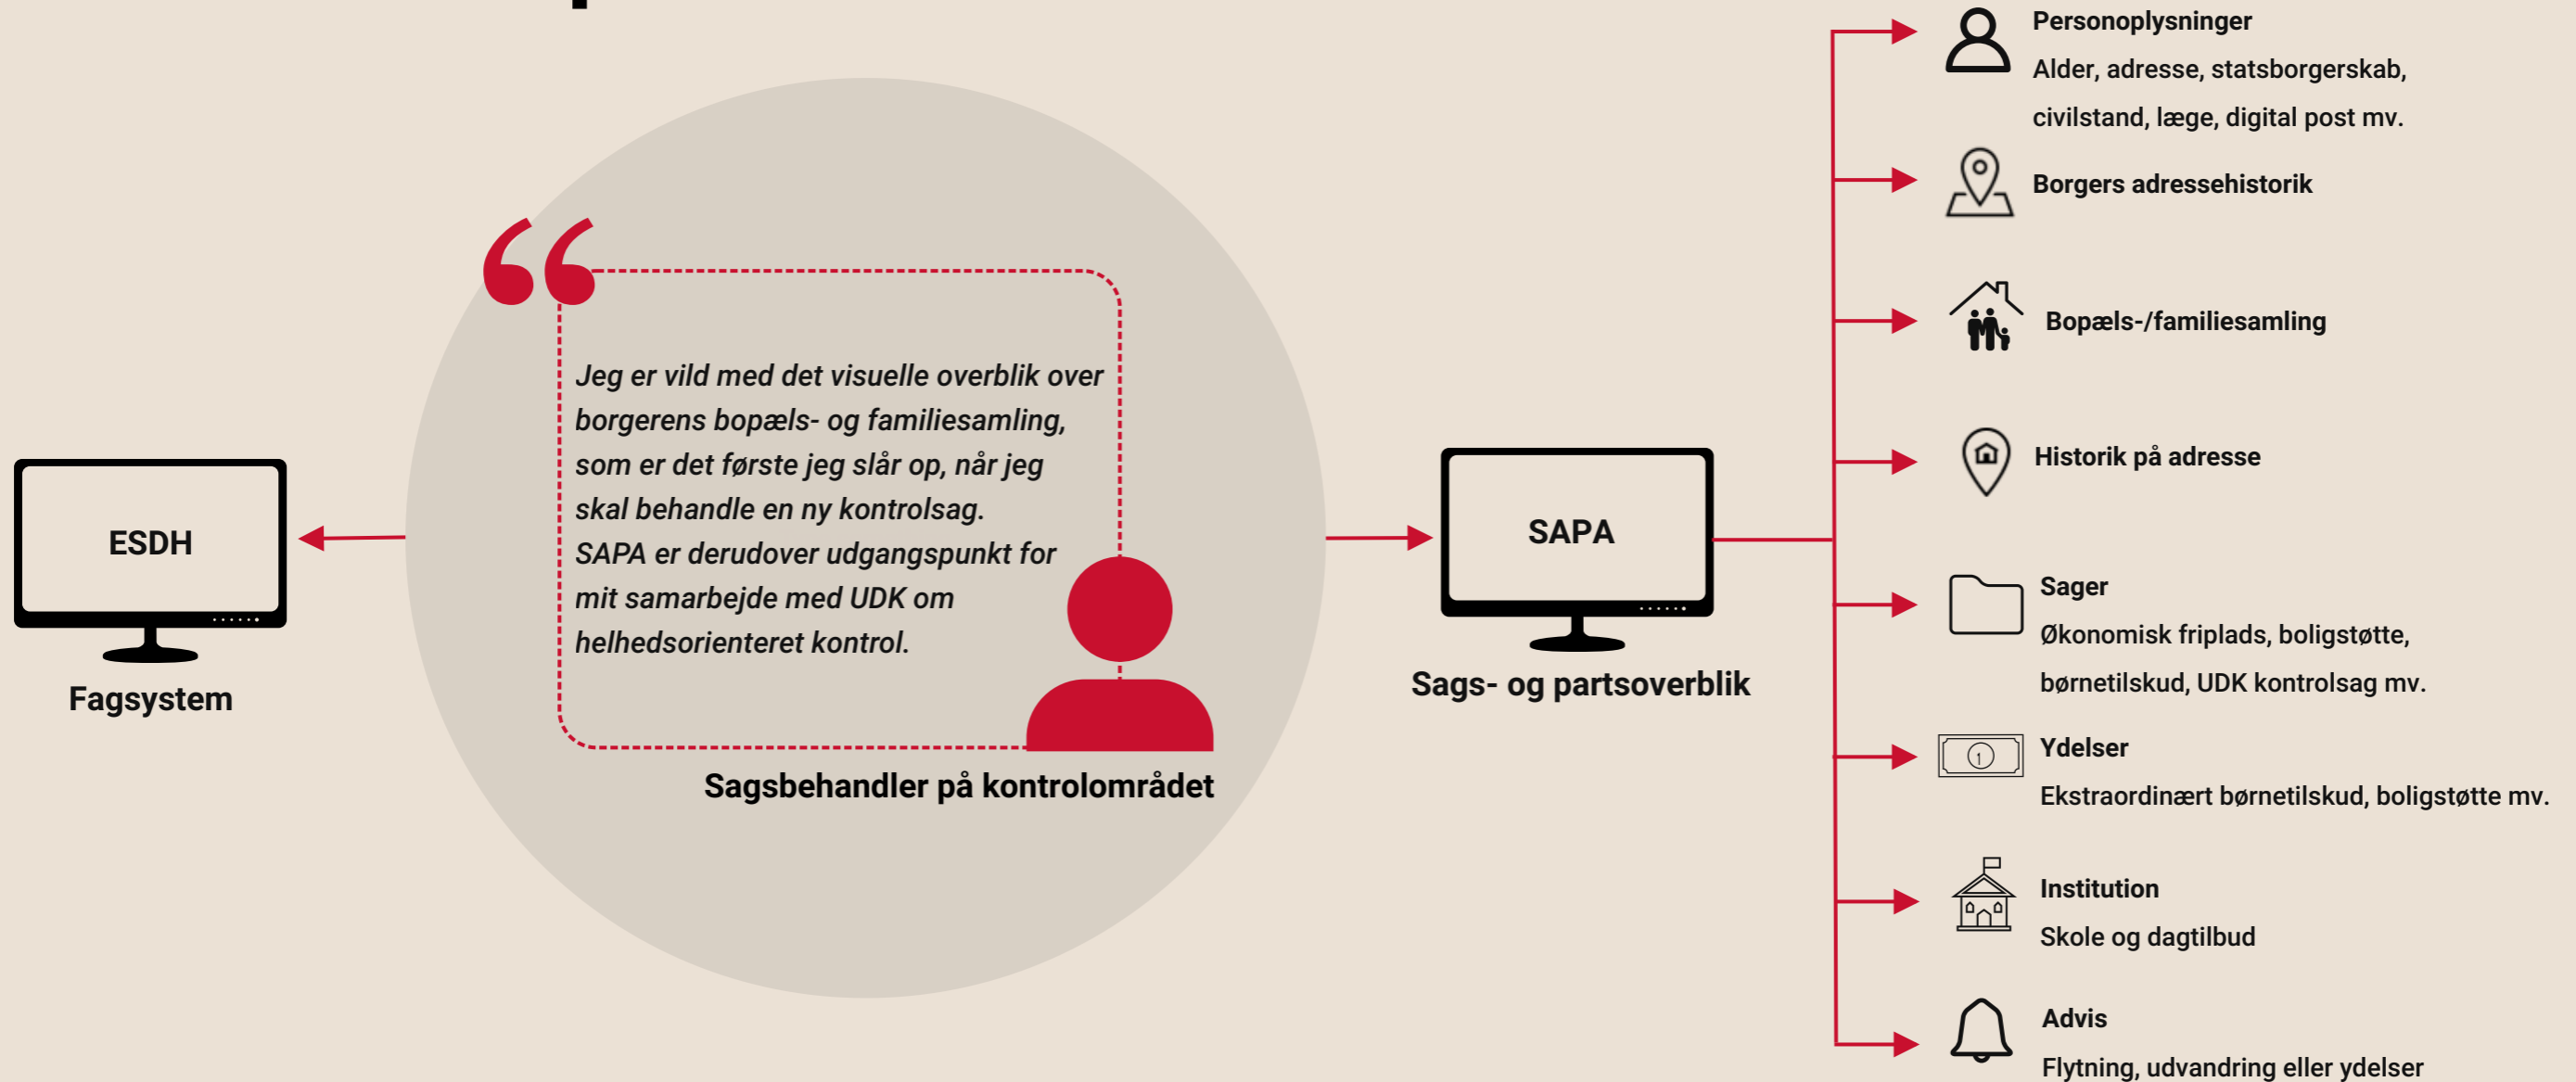 ESDH
Fagsystem
Jeg er vild med det visuelle overblik over
borgerens bopæls- og familiesamling,
som er det første jeg slår op, når jeg
skal behandle en ny kontrolsag.
SAPA er derudover udgangspunkt for
mit samarbejde med UDK om
helhedsorienteret kontrol.
Sagsbehandler på kontrolområdet
SAPA
Sags- og partsoverblik
Personoplysninger
Alder, adresse, statsborgerskab,
civilstand, læge, digital post mv.
Borgers adressehistorik
Bopæls-/familiesamling
Historik på adresse
Sager
Økonomisk friplads, boligstøtte,
børnetilskud, UDK kontrolsag mv.
1
Ydelser
Ekstraordinært børnetilskud, boligstøtte mv.
Institution
Skole og dagtilbud
Advis
Flytning, udvandring eller ydelser